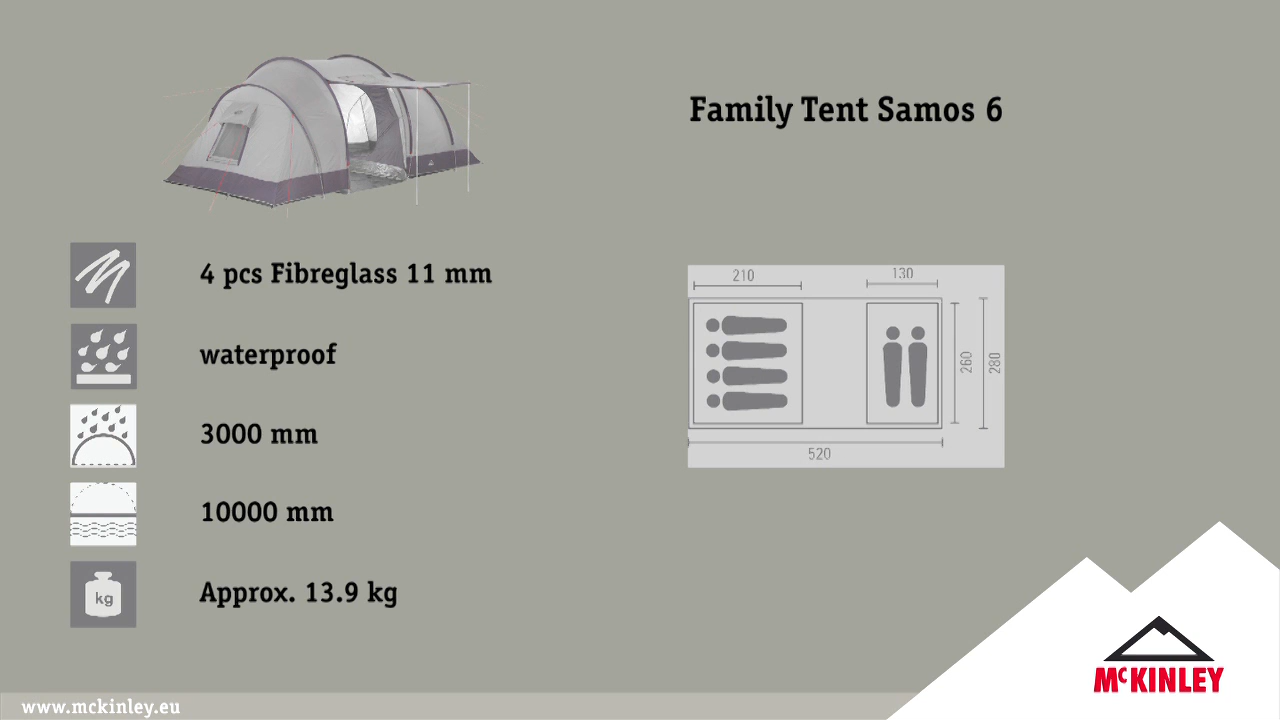 Family Tent Samos 6
4 pcs Fibreglass 11 mm
waterproof
3000 mm
10000 mm
kg
Approx. 13.9 kg
210
130
260
280
520
McKINLEY
www.mckinley.eu